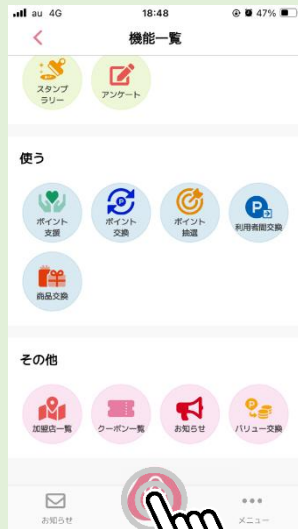 au 4G 18:48 47%
機能一覧
スタンプ
ラリー
アンケート
使う
ポイント
支援
ポイント
交換
ポイント
抽選
利用者間交換
商品交換
その他
加盟店一覧
クーポン一覧
お知らせ
バリュー交換
お知らせ
メニュー